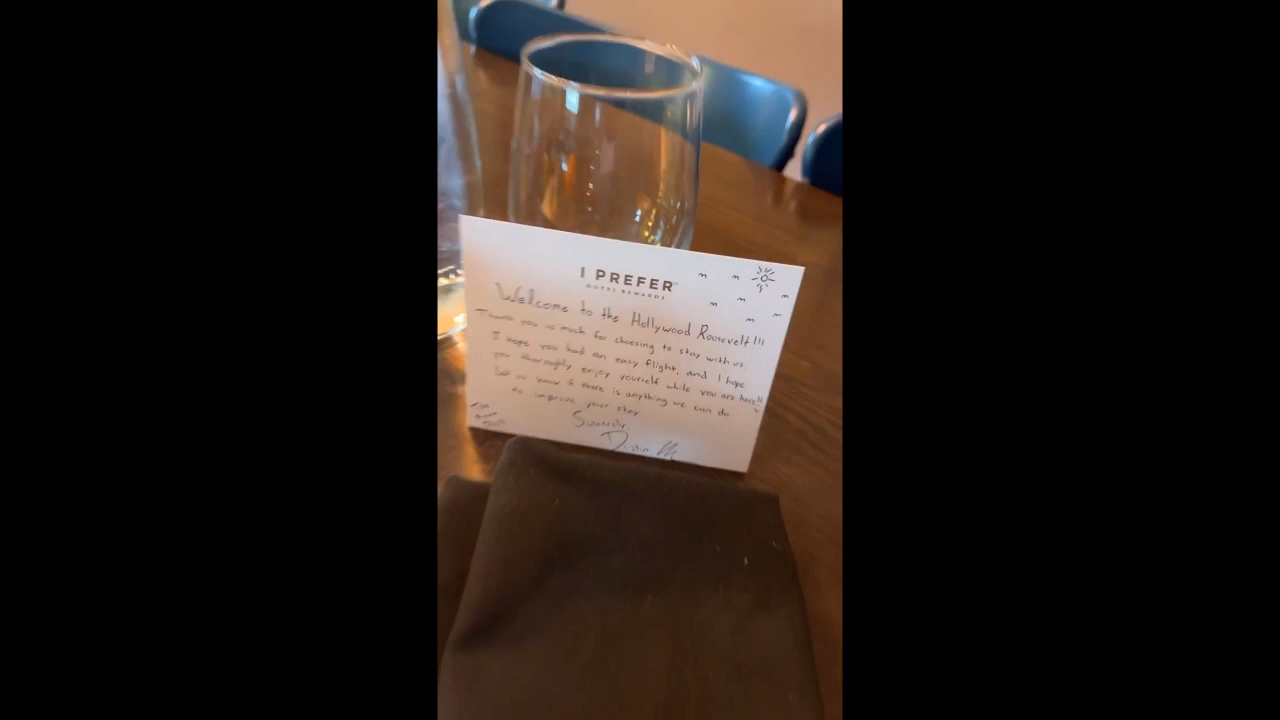 I PREFER
HOTEL REWARDS
Welcome to the Hollywood Roosevelt!!!
Thank you so much for choosing to stay with us.
I hope you had an easy flight, and I hope
you thoroughly enjoy yourself while you are here!!
Let us know if there is anything we can do
to improve your stay
Sincerely,